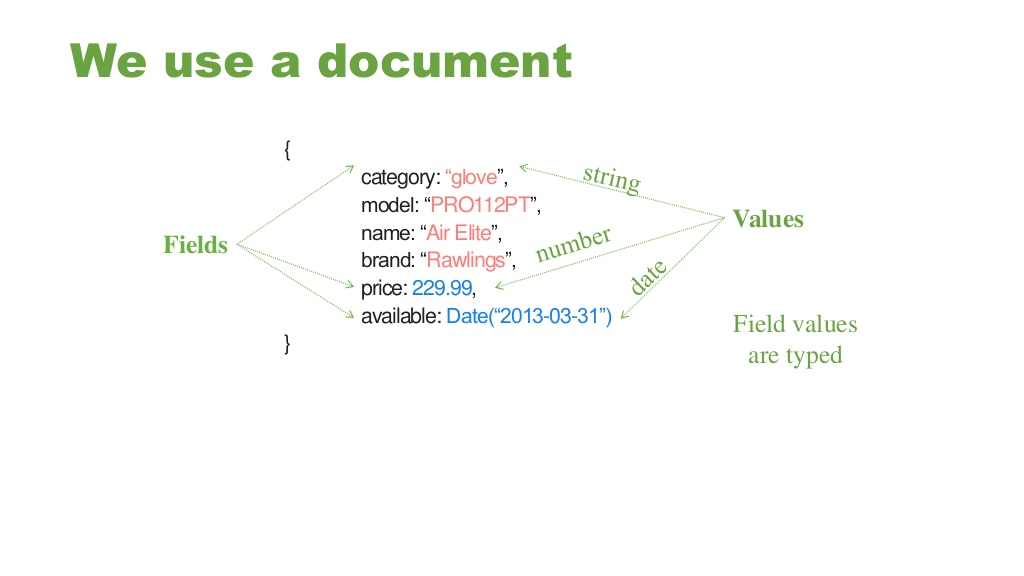 We use a document
{
category: “glove”,
string
model: “PRO112PT”,
Values
name: “Air Elite”,
number
Fields
brand: “Rawlings”,
date
price: 229.99,
available: Date(“2013-03-31”)
Field values
are typed
}